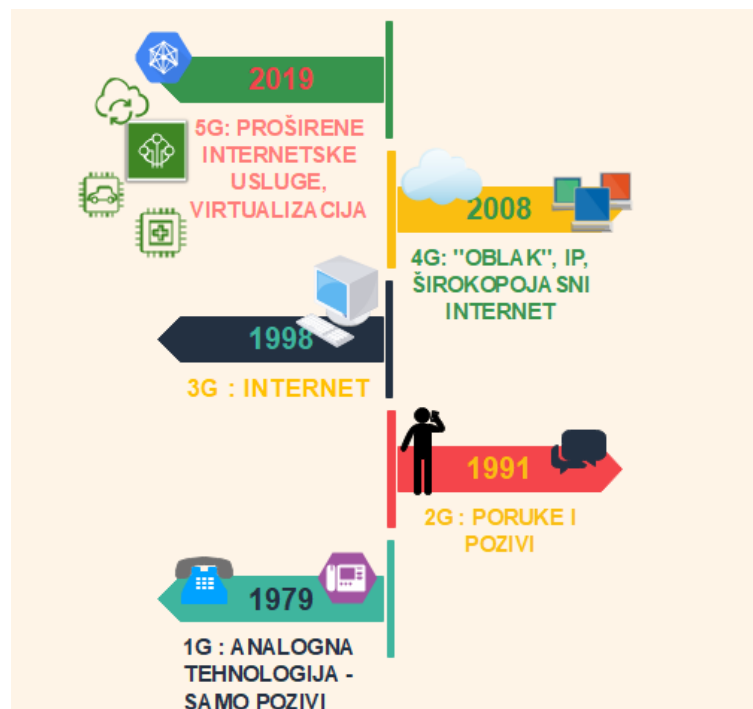 2019
5G: PROŠIRENE
INTERNETSKE
USLUGE,
VIRTUALIZACIJA
2008
4G: "OBLAK", IP,
ŠIROKOPOJASNI
INTERNET
1998
3G : INTERNET
1991
2G : PORUKE I
POZIVI
1979
1G : ANALOGNA
TEHNOLOGIJA -
SAMO POZIVI